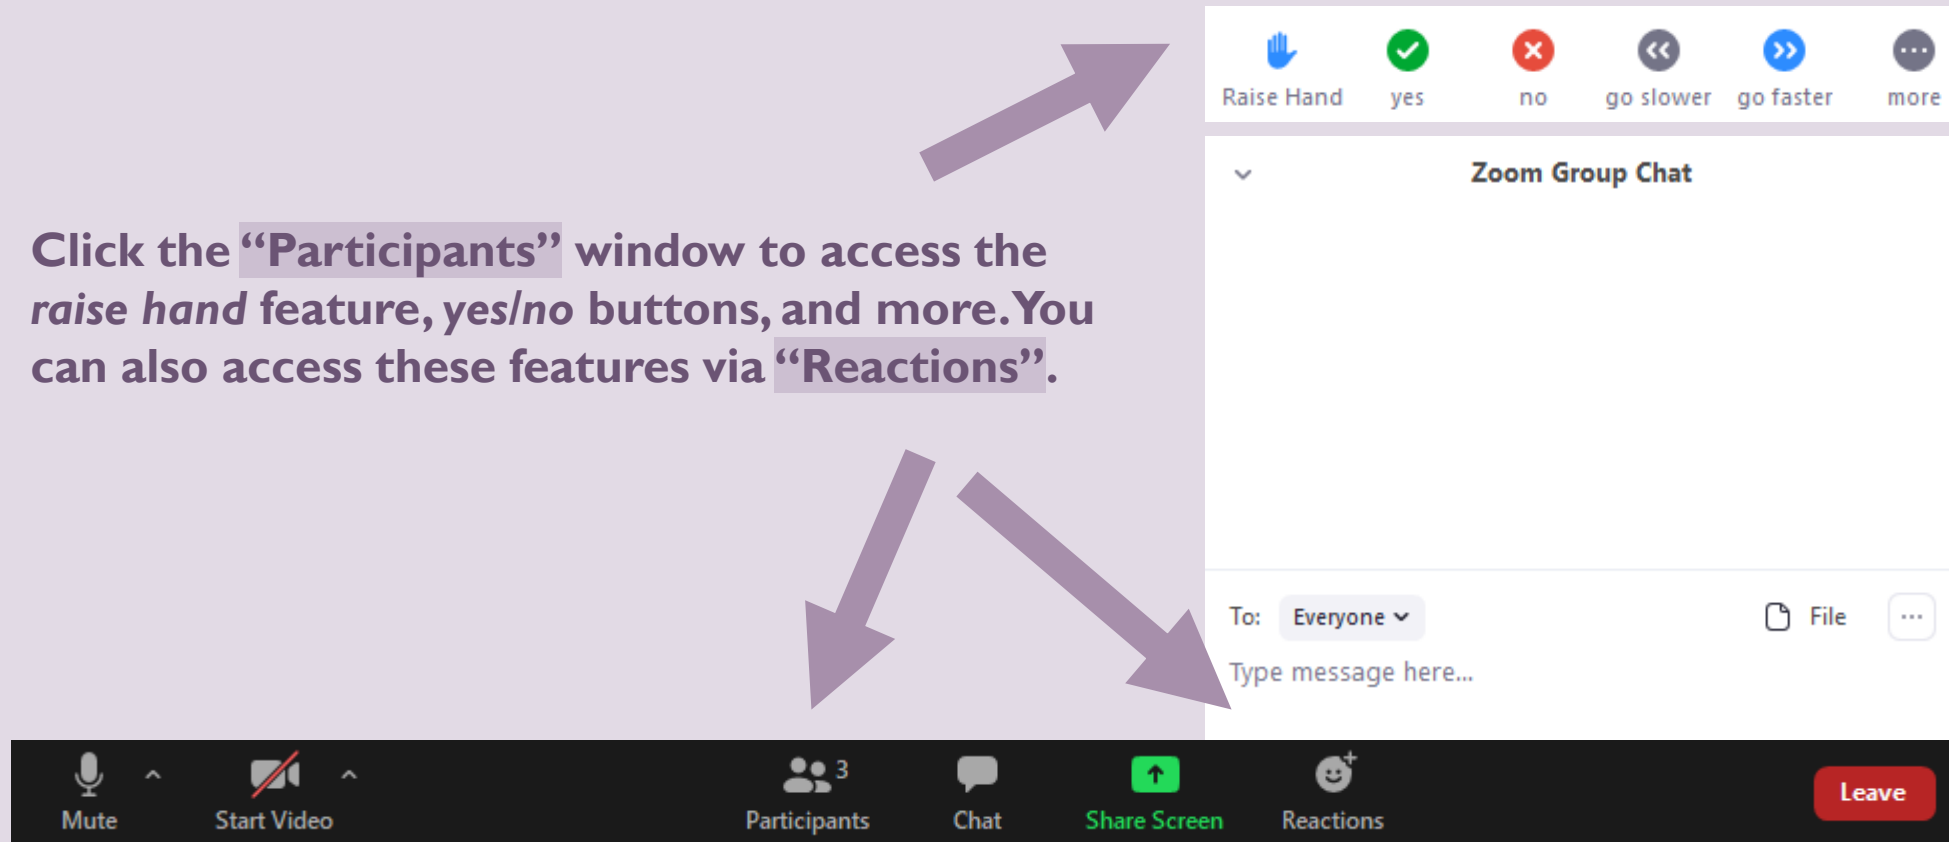 Raise Hand yes no go slower go faster more
Zoom Group Chat
Click the “Participants” window to access the
raise hand feature, yes/no buttons, and more. You
can also access these features via “Reactions”.
To: Everyone File
Type message here...
3
Mute Start Video Participants Chat Share Screen Reactions Leave